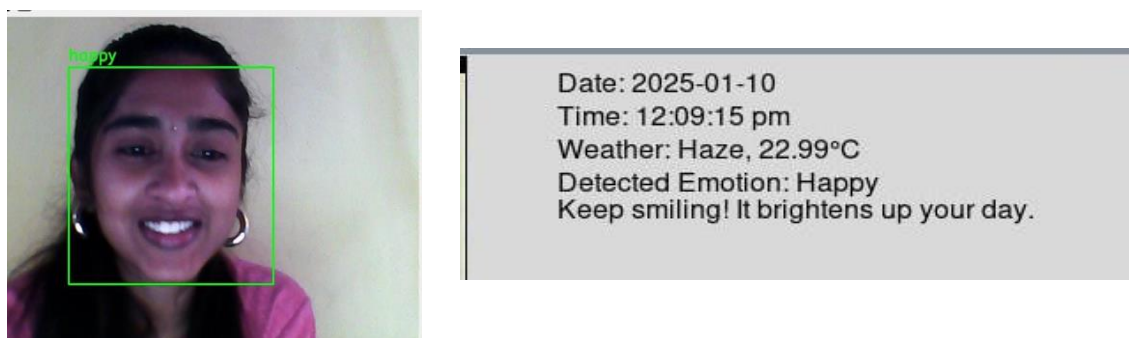 happy
Date: 2025-01-10
Time: 12:09:15 pm
Weather: Haze, 22.99°C
Detected Emotion: Happy
Keep smiling! It brightens up your day.